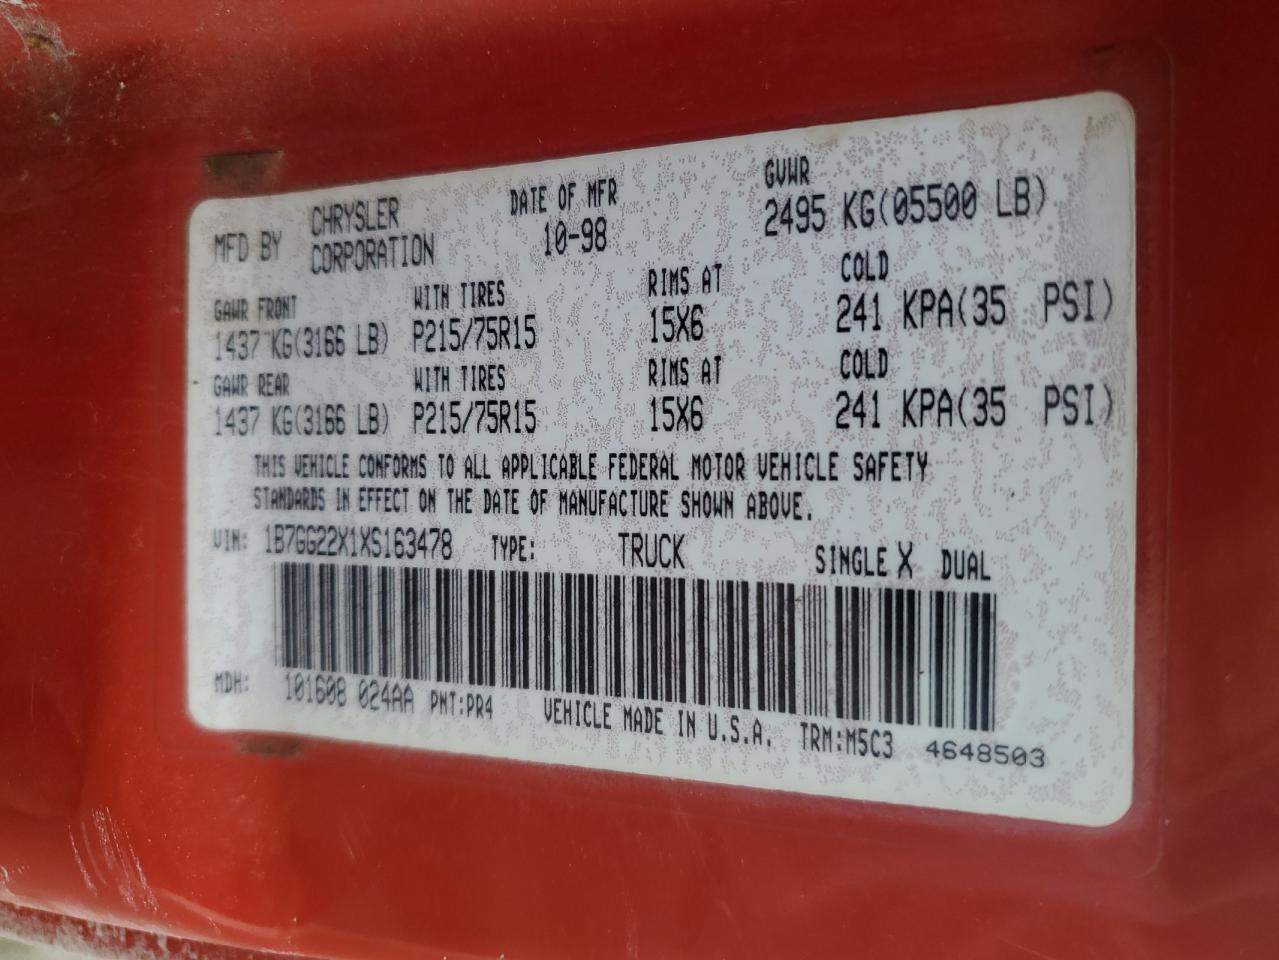 MFD BY CHRYSLER CORPORATION DATE OF MFR 10-98 GVWR 2495 KG(05500 LB)
GAWR FRONT WITH TIRES RIMS AT COLD
1437 KG(3166 LB) P215/75R15 15X6 241 KPA(35 PSI)
GAWR REAR WITH TIRES RIMS AT COLD
1437 KG(3166 LB) P215/75R15 15X6 241 KPA(35 PSI)
THIS VEHICLE CONFORMS TO ALL APPLICABLE FEDERAL MOTOR VEHICLE SAFETY
STANDARDS IN EFFECT ON THE DATE OF MANUFACTURE SHOWN ABOVE.
VIN: 1B7GG22X1XS163478 TYPE: TRUCK SINGLE X DUAL
MDH: 101608 024AA PNT:PR4 VEHICLE MADE IN U.S.A. TRM:M5C3 4648503